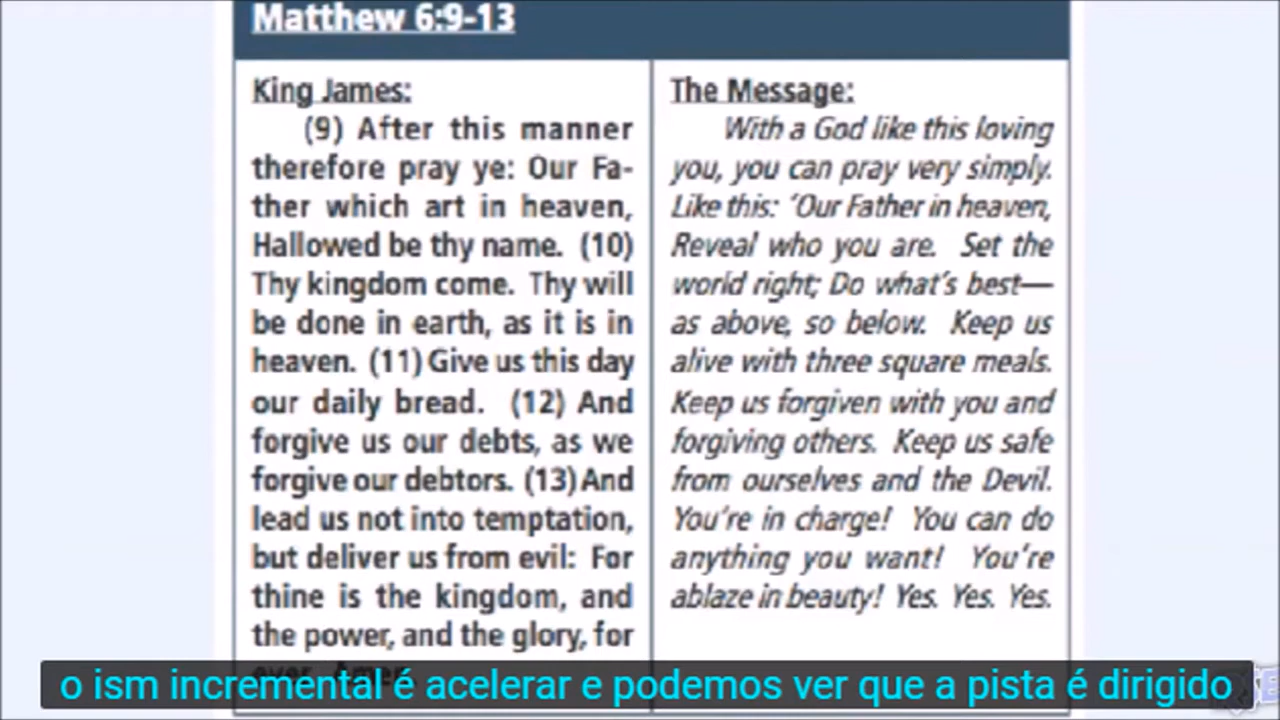 Matthew 6:9-13
King James:
(9) After this manner
therefore pray ye: Our Fa-
ther which art in heaven,
Hallowed be thy name. (10)
Thy kingdom come. Thy will
be done in earth, as it is in
heaven. (11) Give us this day
our daily bread. (12) And
forgive us our debts, as we
forgive our debtors. (13) And
lead us not into temptation,
but deliver us from evil: For
thine is the kingdom, and
the power, and the glory, for
The Message:
With a God like this loving
you, you can pray very simply.
Like this: ‘Our Father in heaven,
Reveal who you are. Set the
world right; Do what’s best—
as above, so below. Keep us
alive with three square meals.
Keep us forgiven with you and
forgiving others. Keep us safe
from ourselves and the Devil.
You’re in charge! You can do
anything you want! You’re
ablaze in beauty! Yes. Yes. Yes.
o ism incremental é acelerar e podemos ver que a pista é dirigido